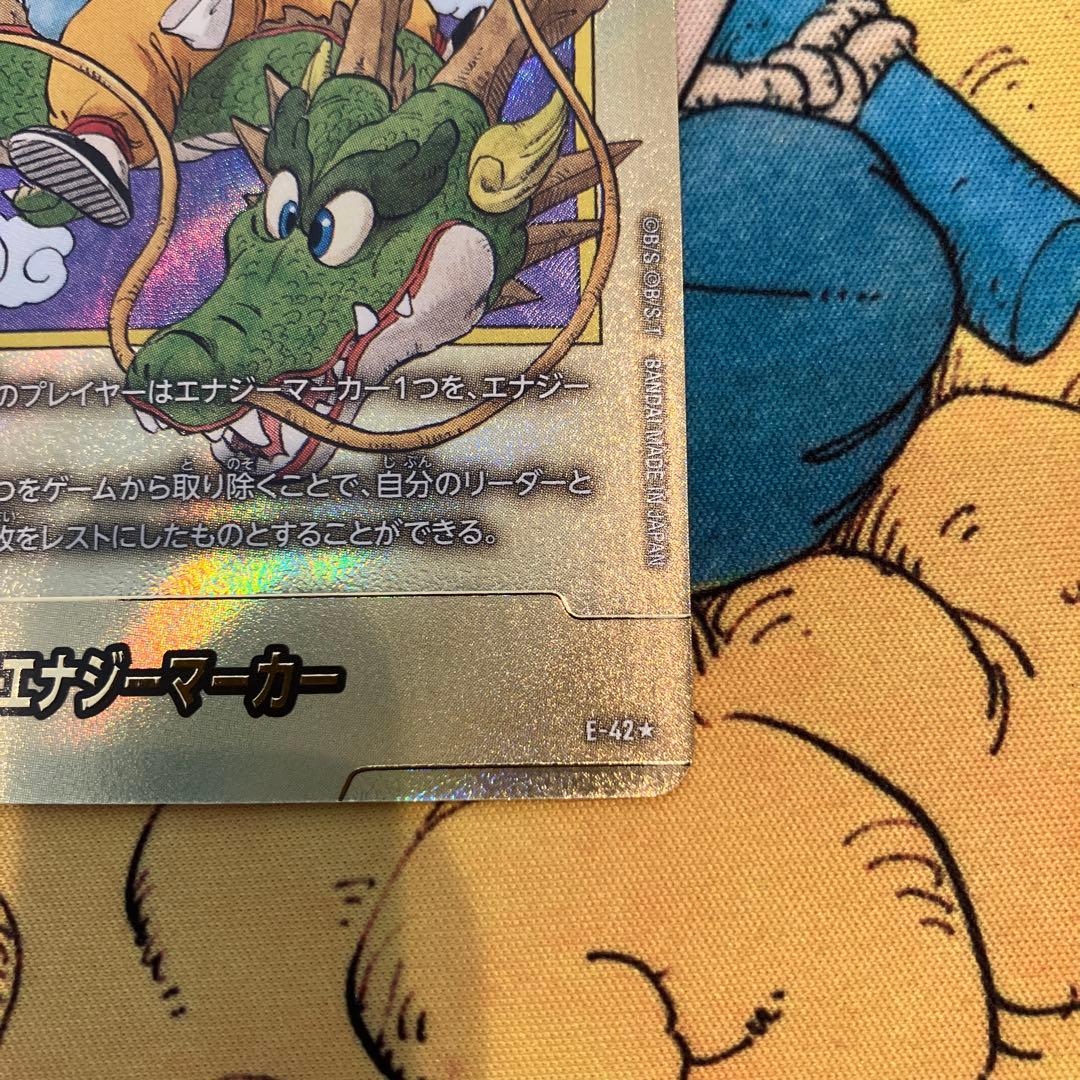 のプレイヤーはエナジーマーカー1つを、エナジー
つをゲームから取り除くことで、自分のリーダーと
枚をレストにしたものとすることができる。
エナジーマーカー
E-42★
©B/S ©B/S・T BANDAI MADE IN JAPAN